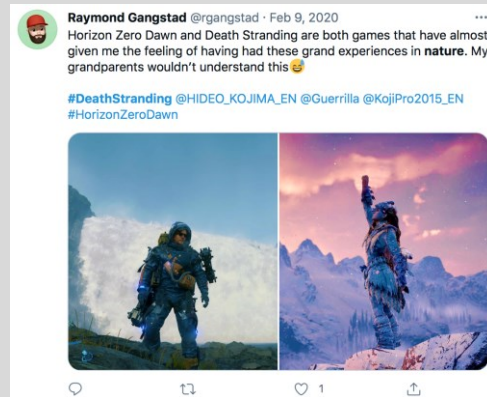 Raymond Gangstad @rgangstad · Feb 9, 2020
Horizon Zero Dawn and Death Stranding are both games that have almost
given me the feeling of having had these grand experiences in nature. My
grandparents wouldn't understand this😅
#DeathStranding @HIDEO_KOJIMA_EN @Guerrilla @KojiPro2015_EN
#HorizonZeroDawn
1